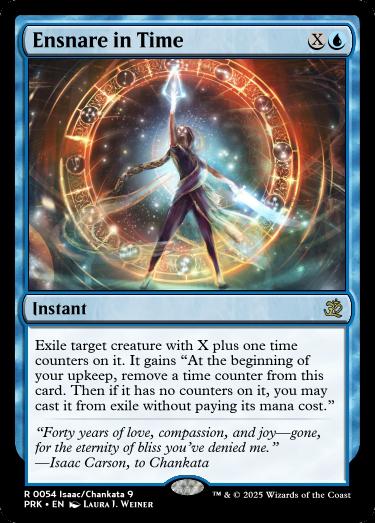 Ensnare in Time
X
Instant
Exile target creature with X plus one time
counters on it. It gains “At the beginning of
your upkeep, remove a time counter from this
card. Then if it has no counters on it, you may
cast it from exile without paying its mana cost.”
“Forty years of love, compassion, and joy—gone,
for the eternity of bliss you’ve denied me.”
—Isaac Carson, to Chankata
R 0054 Isaac/Chankata 9
PRK • EN Laura J. Weiner
™ & © 2025 Wizards of the Coast